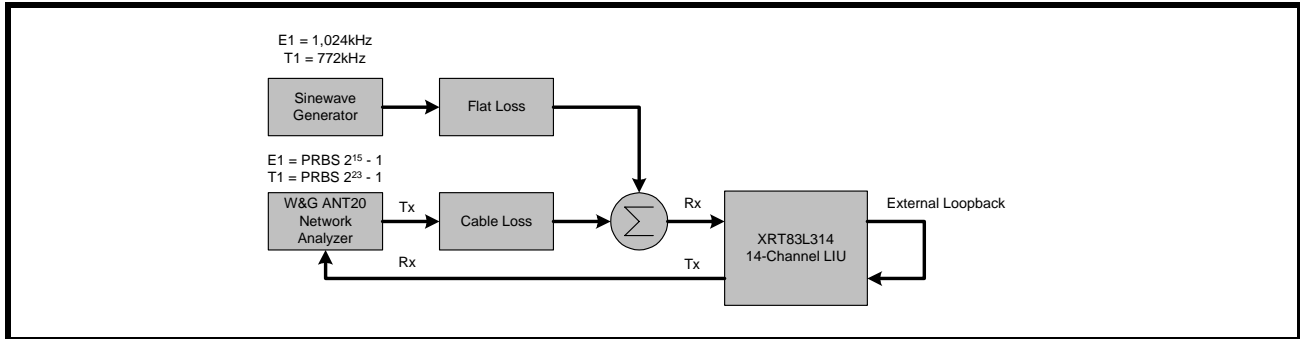 E1 = 1,024kHz
T1 = 772kHz
Sinewave
Generator
Flat Loss
E1 = PRBS 2¹⁵ - 1
T1 = PRBS 2²³ - 1
W&G ANT20
Network
Analyzer
Tx
Cable Loss
Σ
Rx
XRT83L314
14-Channel LIU
External Loopback
Rx
Tx